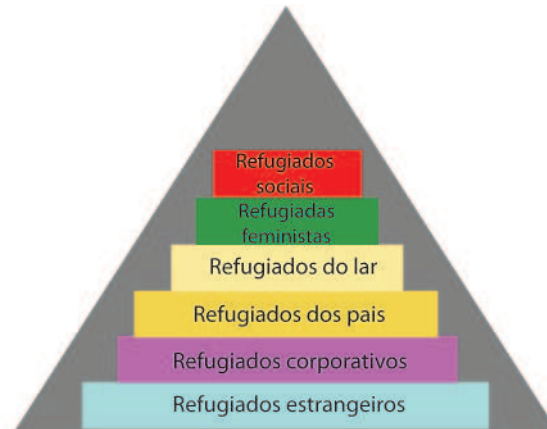 Refugiados
sociais
Refugiadas
feministas
Refugiados do lar
Refugiados dos pais
Refugiados corporativos
Refugiados estrangeiros